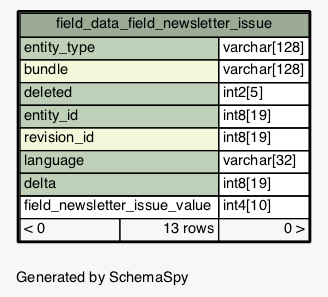 field_data_field_newsletter_issue
entity_type varchar[128]
bundle varchar[128]
deleted int2[5]
entity_id int8[19]
revision_id int8[19]
language varchar[32]
delta int8[19]
field_newsletter_issue_value int4[10]
< 0 13 rows 0 >
Generated by SchemaSpy